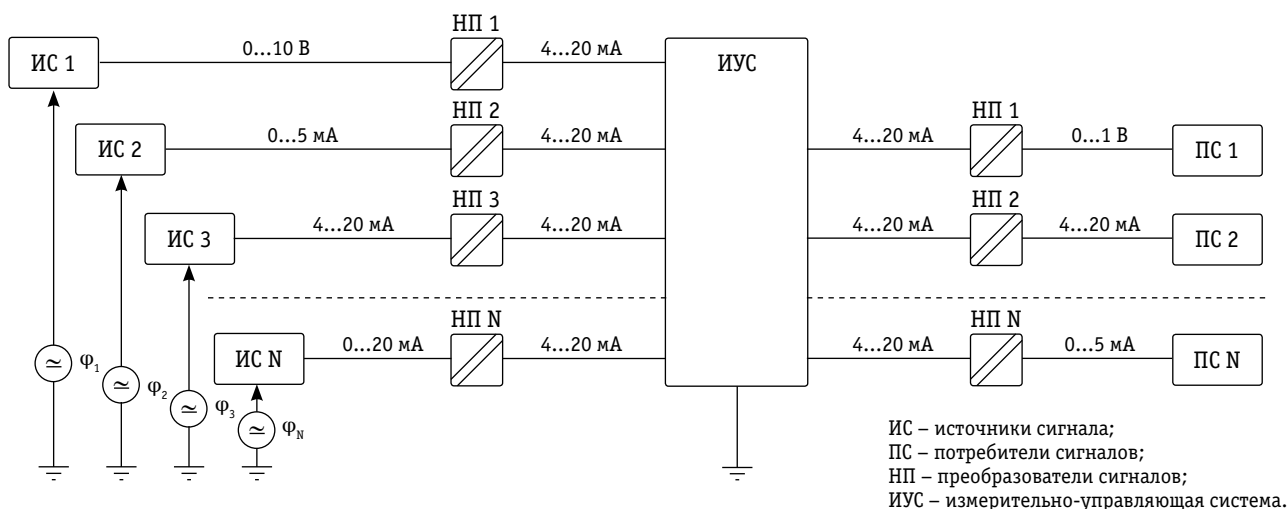 НП 1
ИС 1
0...10 В
4...20 мА
ИУС
НП 2
НП 1
ИС 2
0...5 мА
4...20 мА
4...20 мА
0...1 В
ПС 1
НП 3
НП 2
ИС 3
4...20 мА
4...20 мА
4...20 мА
4...20 мА
ПС 2
НП N
НП N
ИС N
0...20 мА
4...20 мА
4...20 мА
0...5 мА
ПС N
≃ φ1
≃ φ2
≃ φ3
≃ φN
ИС – источники сигнала;
ПС – потребители сигналов;
НП – преобразователи сигналов;
ИУС – измерительно-управляющая система.